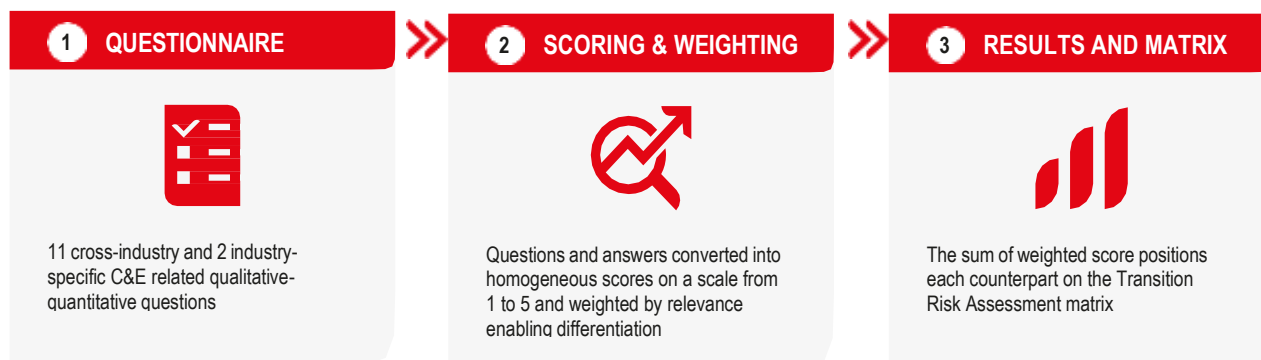 1 QUESTIONNAIRE
11 cross-industry and 2 industry-
specific C&E related qualitative-
quantitative questions
2 SCORING & WEIGHTING
Questions and answers converted into
homogeneous scores on a scale from
1 to 5 and weighted by relevance
enabling differentiation
3 RESULTS AND MATRIX
The sum of weighted score positions
each counterpart on the Transition
Risk Assessment matrix